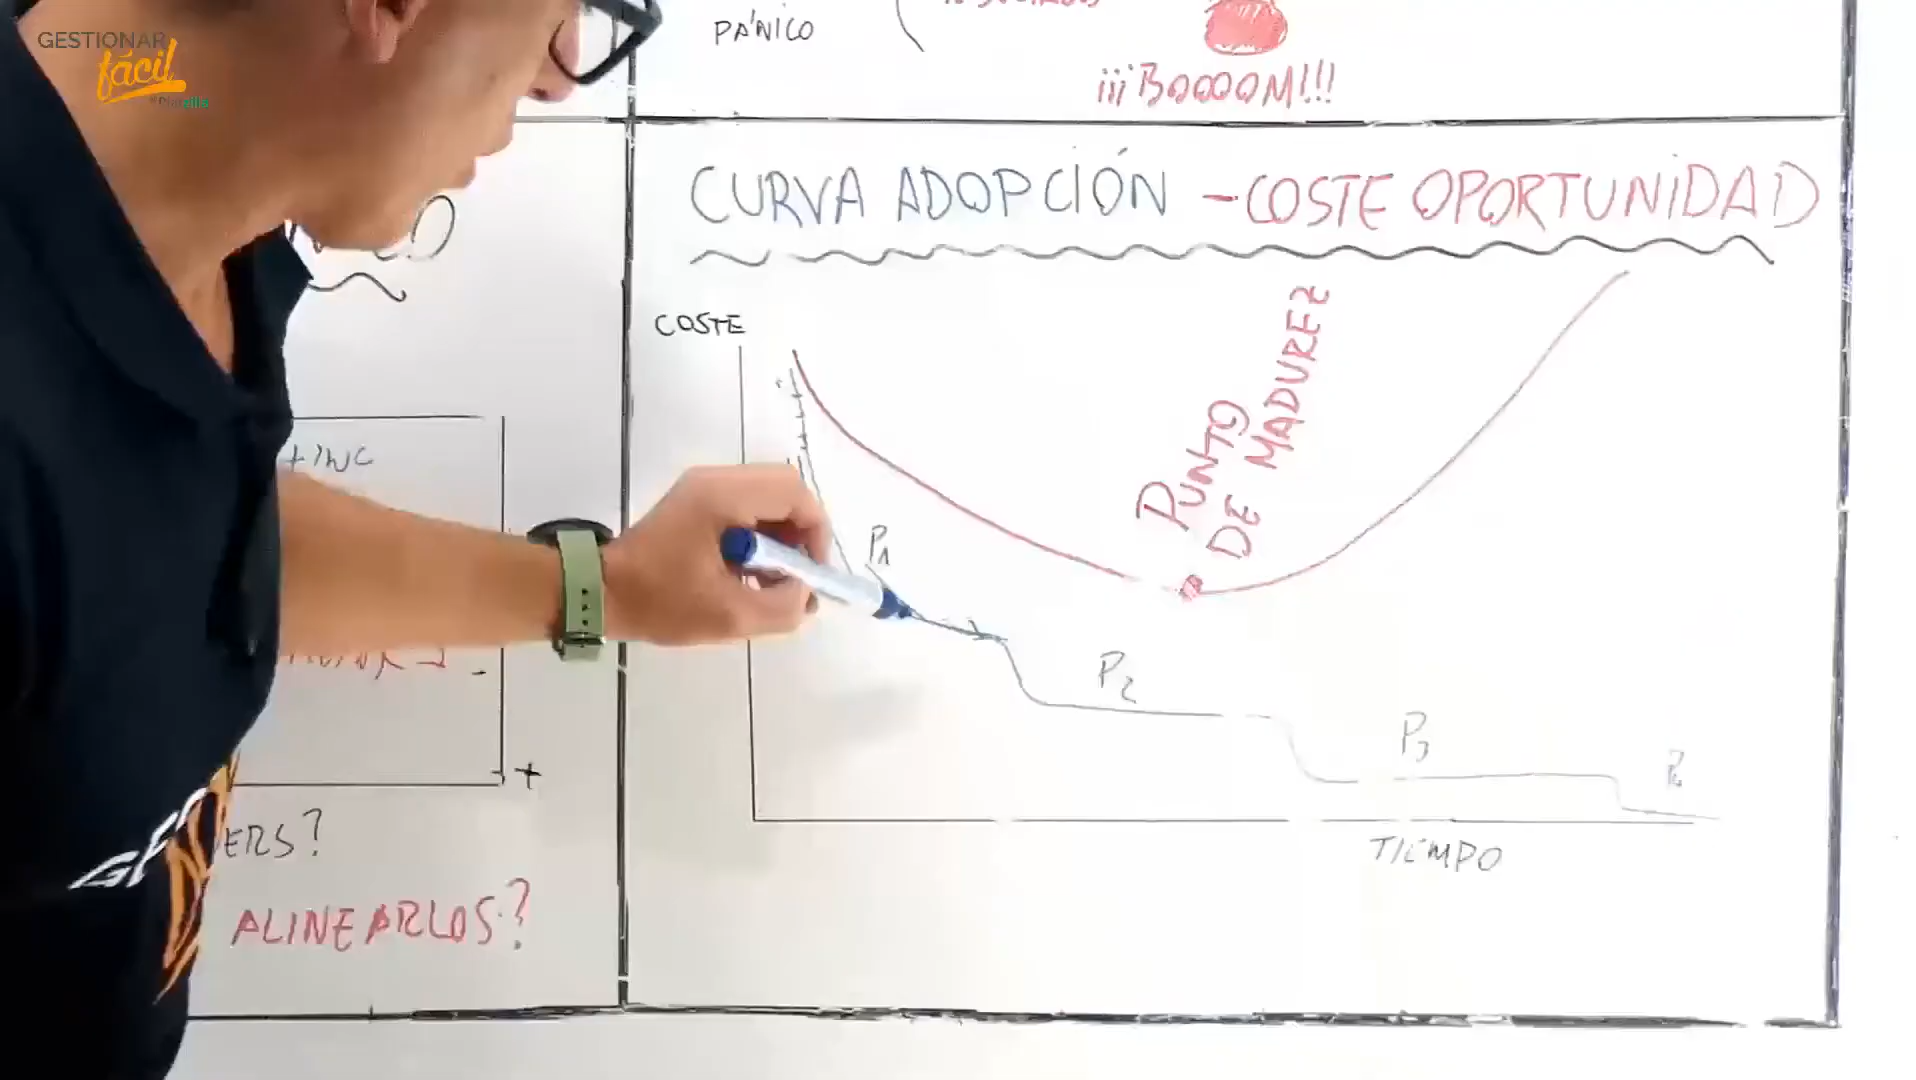 GESTIONAR
fácil
PÁNICO
¡¡¡BOOOOM!!!
CURVA ADOPCIÓN - COSTE OPORTUNIDAD
COSTE
PUNTO
DE MADUREZ
+INC
P1
P2
P3
P4
-
+
TIEMPO
ERS?
ALINEARLOS?